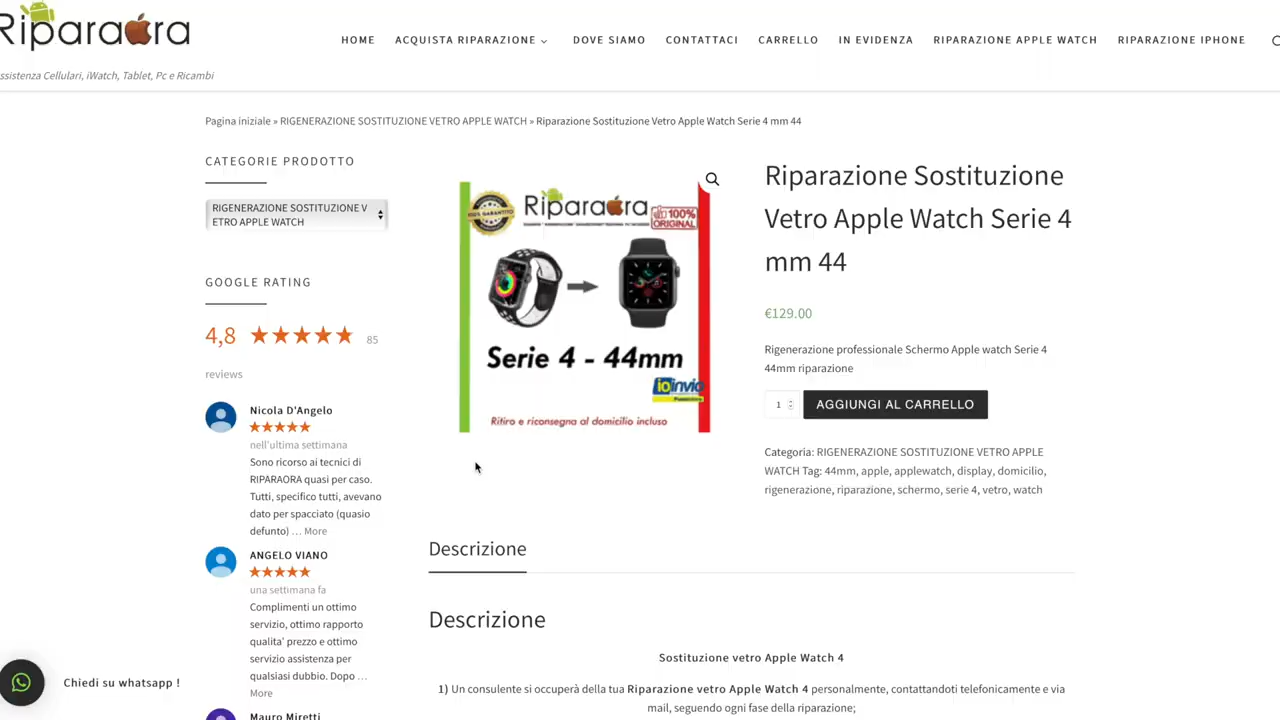 Riparaora
HOME
ACQUISTA RIPARAZIONE
DOVE SIAMO
CONTATTACI
CARRELLO
IN EVIDENZA
RIPARAZIONE APPLE WATCH
RIPARAZIONE IPHONE
ssistenza Cellulari, iWatch, Tablet, Pc e Ricambi
Pagina iniziale » RIGENERAZIONE SOSTITUZIONE VETRO APPLE WATCH » Riparazione Sostituzione Vetro Apple Watch Serie 4 mm 44
CATEGORIE PRODOTTO
RIGENERAZIONE SOSTITUZIONE V
ETRO APPLE WATCH
GOOGLE RATING
4,8
85
reviews
Nicola D'Angelo
nell'ultima settimana
Sono ricorso ai tecnici di
RIPARAORA quasi per caso.
Tutti, specifico tutti, avevano
dato per spacciato (quasio
defunto) … More
ANGELO VIANO
una settimana fa
Complimenti un ottimo
servizio, ottimo rapporto
qualita' prezzo e ottimo
servizio assistenza per
qualsiasi dubbio. Dopo …
More
Mauro Miretti
Chiedi su whatsapp !
GARANTITO
Riparaora
100%
ORIGINAL
Serie 4 - 44mm
ioinvio
Ritiro e riconsegna al domicilio incluso
Riparazione Sostituzione
Vetro Apple Watch Serie 4
mm 44
€129.00
Rigenerazione professionale Schermo Apple watch Serie 4
44mm riparazione
1
AGGIUNGI AL CARRELLO
Categoria: RIGENERAZIONE SOSTITUZIONE VETRO APPLE
WATCH Tag: 44mm, apple, applewatch, display, domicilio,
rigenerazione, riparazione, schermo, serie 4, vetro, watch
Descrizione
Descrizione
Sostituzione vetro Apple Watch 4
1) Un consulente si occuperà della tua Riparazione vetro Apple Watch 4 personalmente, contattandoti telefonicamente e via
mail, seguendo ogni fase della riparazione;